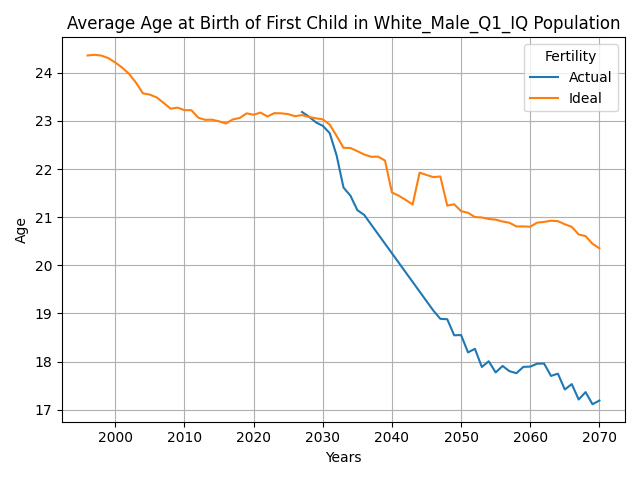 Average Age at Birth of First Child in White_Male_Q1_IQ Population
Fertility
Actual
Ideal
Age
24
23
22
21
20
19
18
17
2000
2010
2020
2030
2040
2050
2060
2070
Years